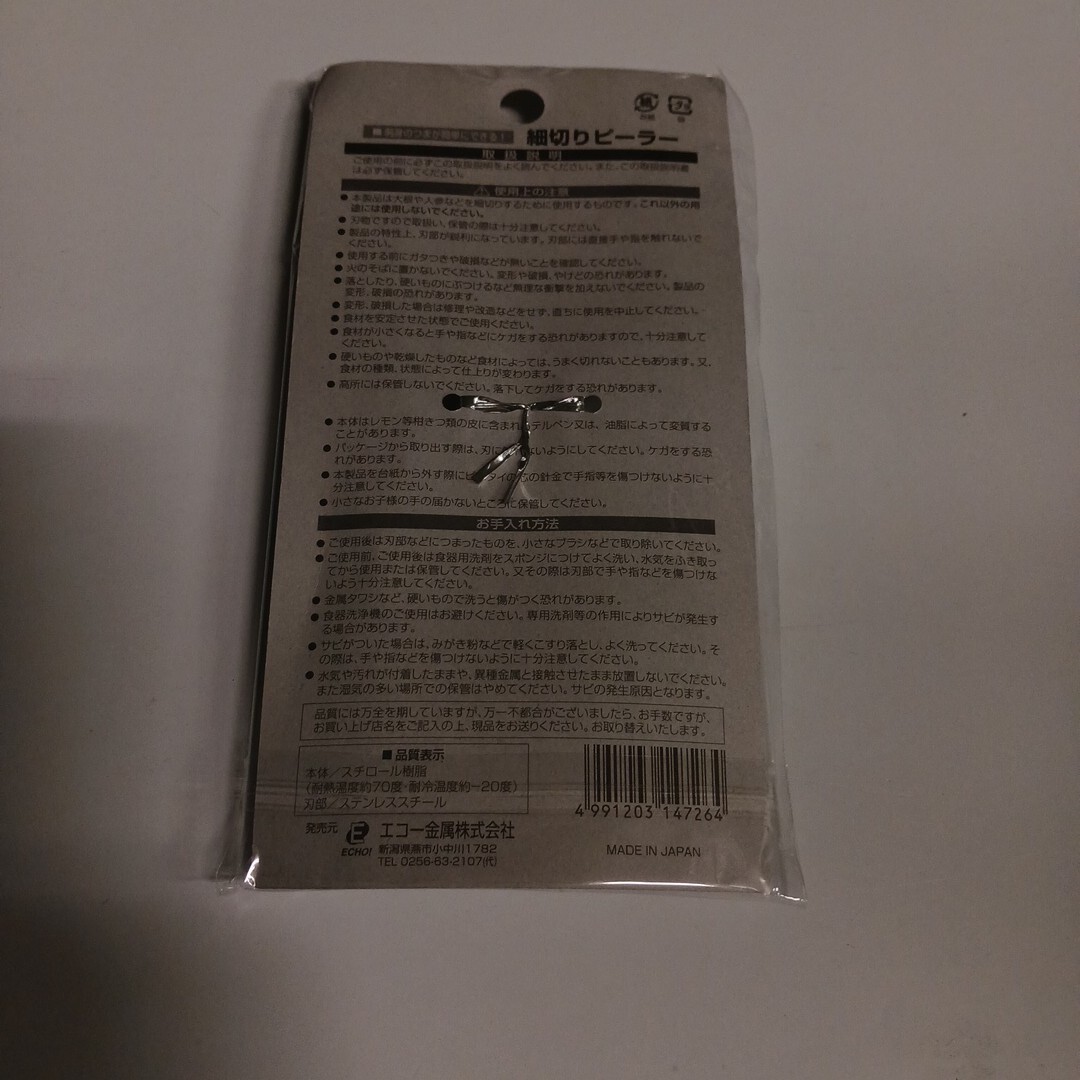 細切りピーラー
取扱説明
ご使用の前に必ずこの取扱説明をよく読んでください。また、この取扱説明書
は必ず保管してください。
使用上の注意
●本製品は大根や人参などを細切りするために使用するものです。これ以外の用
途には使用しないでください。
●刃物ですので取扱い、保管の際は十分注意してください。
●製品の特性上、刃部が鋭利になっています。刃部には直接手や指を触れないで
ください。
●使用する前にガタつきや破損などが無いことを確認してください。
●火のそばに置かないでください。変形や破損、やけどの恐れがあります。
●落としたり、硬いものにぶつけるなど無理な衝撃を加えないでください。製品の
変形、破損の恐れがあります。
●変形、破損した場合は修理や改造などをせず、直ちに使用を中止してください。
●食材を安定させた状態でご使用ください。
●食材が小さくなると手や指などにケガをする恐れがありますので、十分注意して
ください。
●硬いものや乾燥したものなど食材によっては、うまく切れないこともあります。又、
食材の種類、状態によって仕上りが変わります。
●高所には保管しないでください。落下してケガをする恐れがあります。
●本体はレモン等柑きつ類の皮に含まれ テルペン又は、油脂によって変質する
ことがあります。
●パッケージから取り出す際は、刃に ないようにしてください。ケガをする恐
れがあります。
●本製品を台紙から外す際にビ タイの芯の針金で手指等を傷つけないように十
分注意してください。
●小さなお子様の手の届かないところに保管してください。
お手入れ方法
●ご使用後は刃部などにつまったものを、小さなブラシなどで取り除いてください。
●ご使用前、ご使用後は食器用洗剤をスポンジにつけてよく洗い、水気をふき取っ
てから使用または保管してください。又その際は刃部で手や指などを傷つけな
いよう十分注意してください。
●金属タワシなど、硬いもので洗うと傷がつく恐れがあります。
●食器洗浄機のご使用はお避けください。専用洗剤等の作用によりサビが発生す
る場合があります。
●サビがついた場合は、みがき粉などで軽くこすり落とし、よく洗ってください。そ
の際は、手や指などを傷つけないように十分注意してください。
●水気や汚れが付着したままや、異種金属と接触させたまま放置しないでください。
また湿気の多い場所での保管はやめてください。サビの発生原因となります。
品質には万全を期していますが、万一不都合がございましたら、お手数ですが、
お買い上げ店名をご記入の上、現品をお送りください。お取り替えいたします。
■品質表示
本体/スチロール樹脂
(耐熱温度約70度・耐冷温度約−20度)
刃部/ステンレススチール
4 991203 147264
発売元 ECHO! エコー金属株式会社
新潟県燕市小中川1782
TEL 0256-63-2107(代)
MADE IN JAPAN